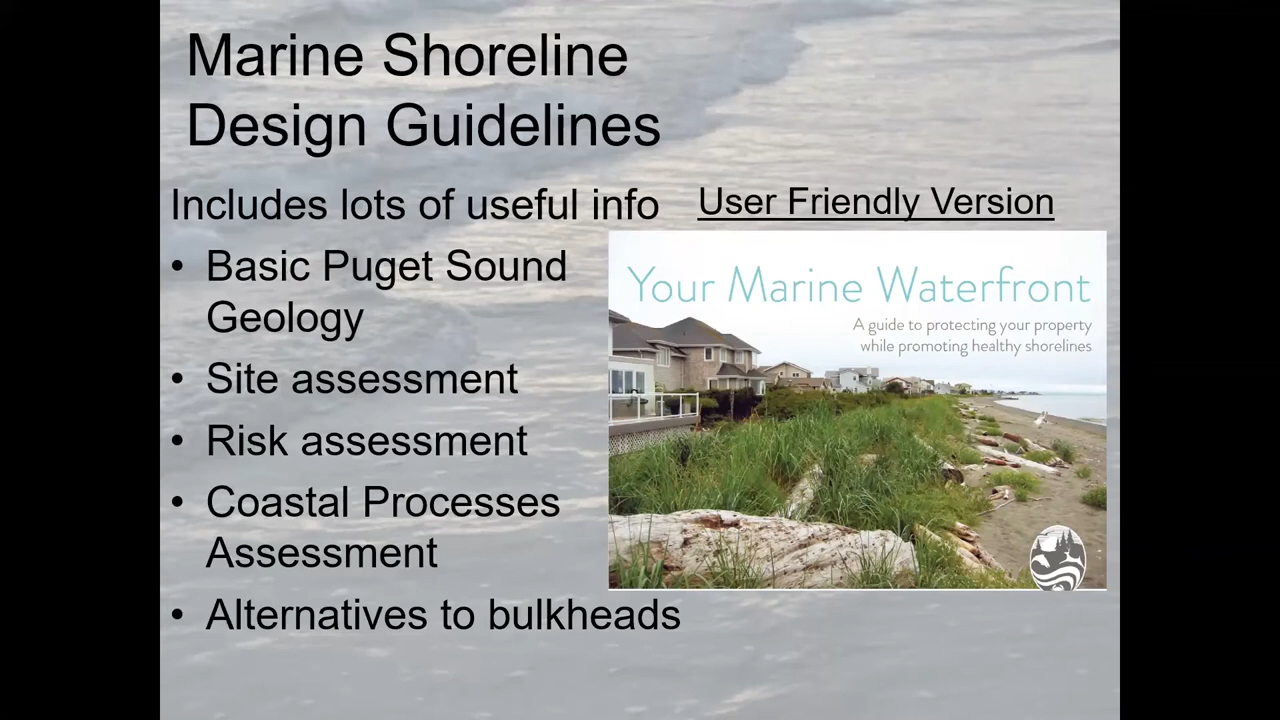 Marine Shoreline
Design Guidelines
Includes lots of useful info
• Basic Puget Sound
Geology
• Site assessment
• Risk assessment
• Coastal Processes
Assessment
• Alternatives to bulkheads
User Friendly Version
Your Marine Waterfront
A guide to protecting your property
while promoting healthy shorelines